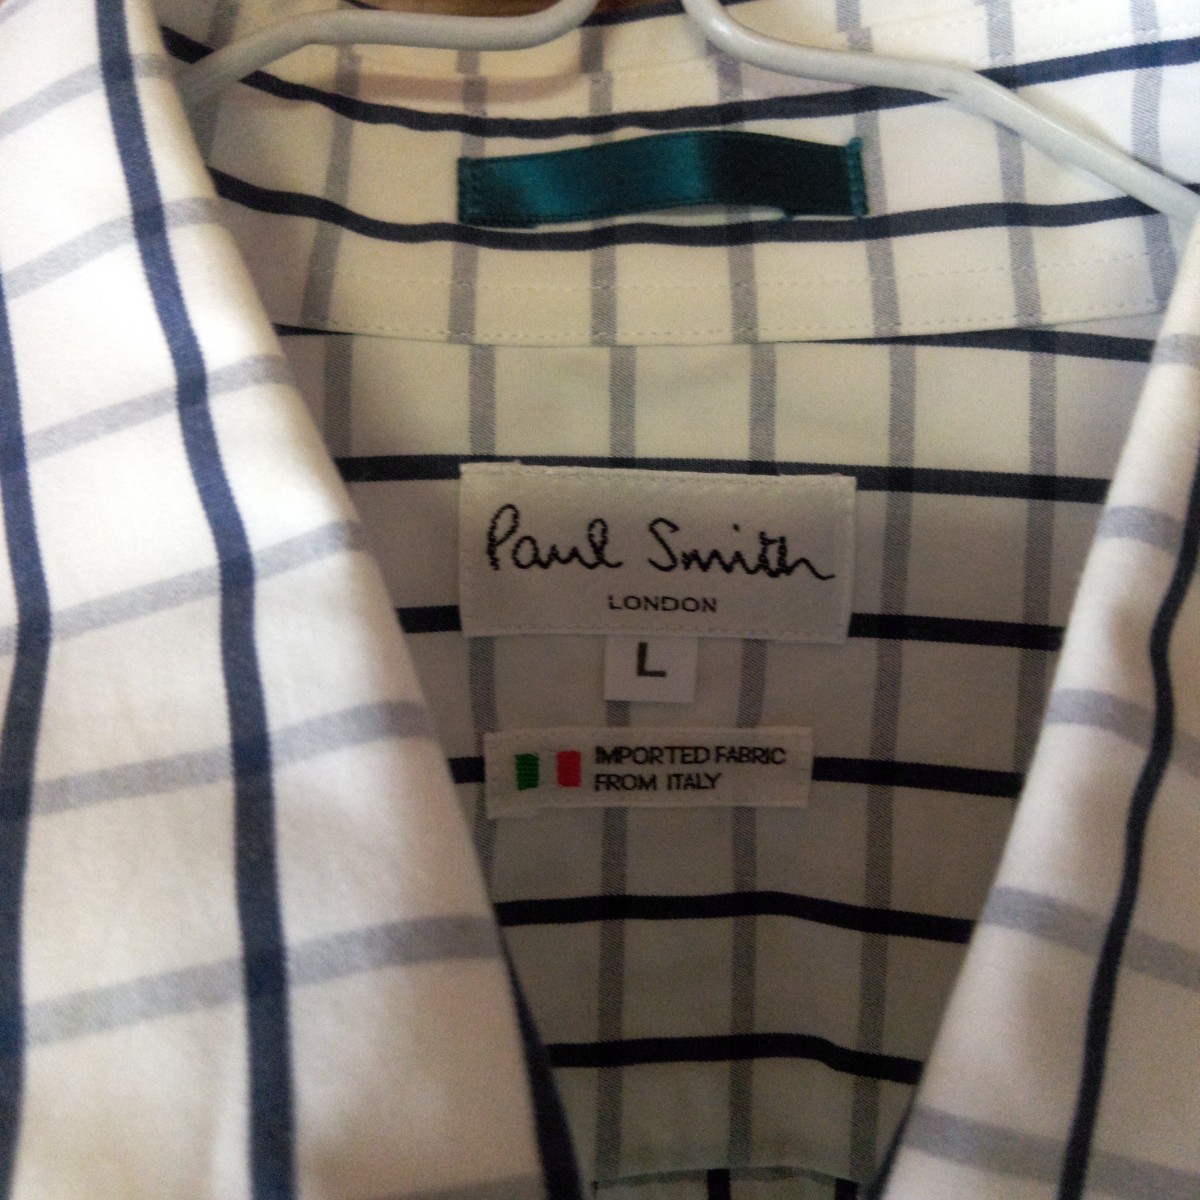 Paul Smith
LONDON
L
IMPORTED FABRIC
FROM ITALY